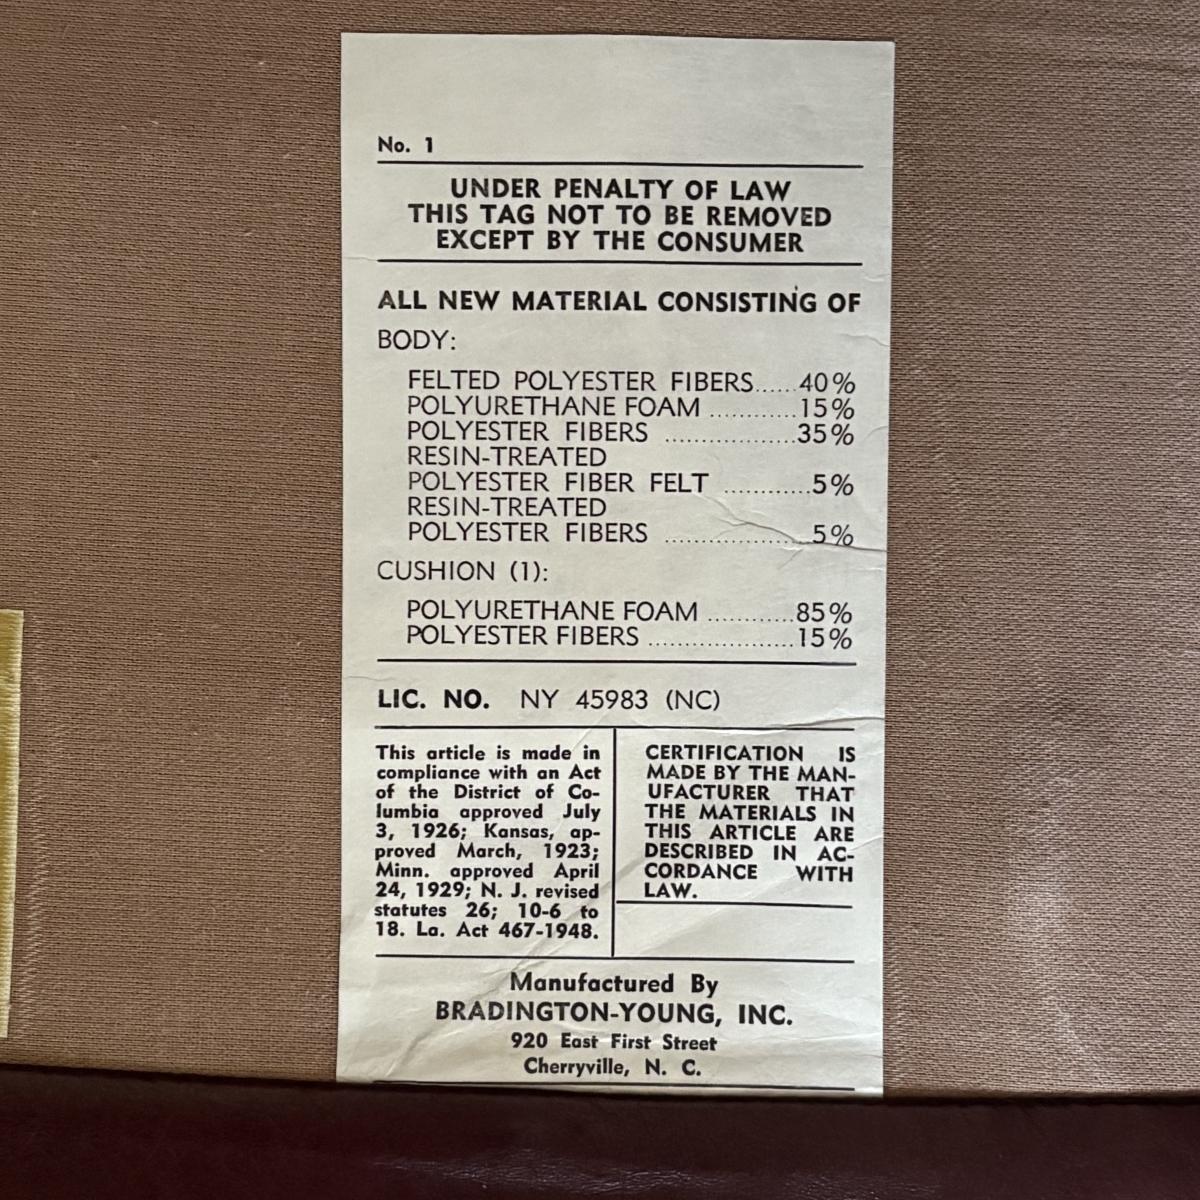 No. 1
UNDER PENALTY OF LAW
THIS TAG NOT TO BE REMOVED
EXCEPT BY THE CONSUMER
ALL NEW MATERIAL CONSISTING OF
BODY:
FELTED POLYESTER FIBERS......40%
POLYURETHANE FOAM ............15%
POLYESTER FIBERS .................35%
RESIN-TREATED
POLYESTER FIBER FELT ............5%
RESIN-TREATED
POLYESTER FIBERS ...................5%
CUSHION (1):
POLYURETHANE FOAM ............85%
POLYESTER FIBERS ....................15%
LIC. NO. NY 45983 (NC)
This article is made in
compliance with an Act
of the District of Co-
lumbia approved July
3, 1926; Kansas, ap-
proved March, 1923;
Minn. approved April
24, 1929; N. J. revised
statutes 26; 10-6 to
18. La. Act 467-1948.
CERTIFICATION IS
MADE BY THE MAN-
UFACTURER THAT
THE MATERIALS IN
THIS ARTICLE ARE
DESCRIBED IN AC-
CORDANCE WITH
LAW.
Manufactured By
BRADINGTON-YOUNG, INC.
920 East First Street
Cherryville, N. C.